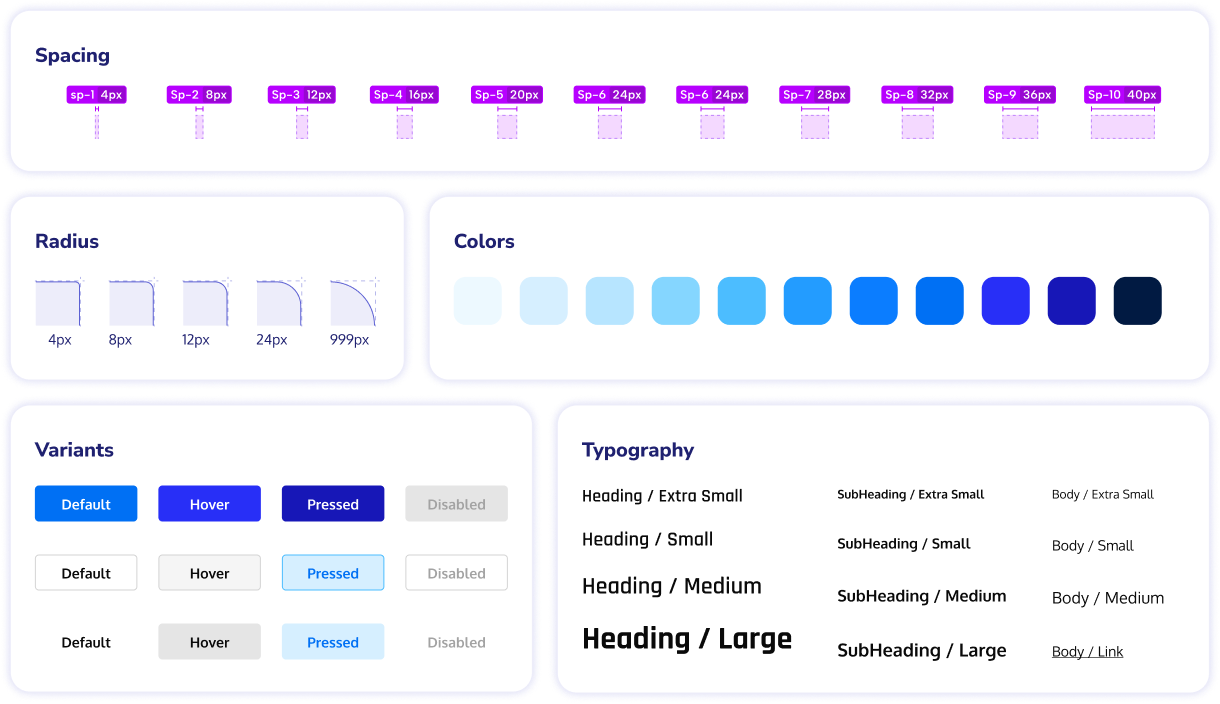 Spacing
sp-1 4px Sp-2 8px Sp-3 12px Sp-4 16px Sp-5 20px Sp-6 24px Sp-6 24px Sp-7 28px Sp-8 32px Sp-9 36px Sp-10 40px
Radius
4px 8px 12px 24px 999px
Colors
Variants
Default Hover Pressed Disabled
Default Hover Pressed Disabled
Default Hover Pressed Disabled
Typography
Heading / Extra Small
Heading / Small
Heading / Medium
Heading / Large
SubHeading / Extra Small
SubHeading / Small
SubHeading / Medium
SubHeading / Large
Body / Extra Small
Body / Small
Body / Medium
Body / Link